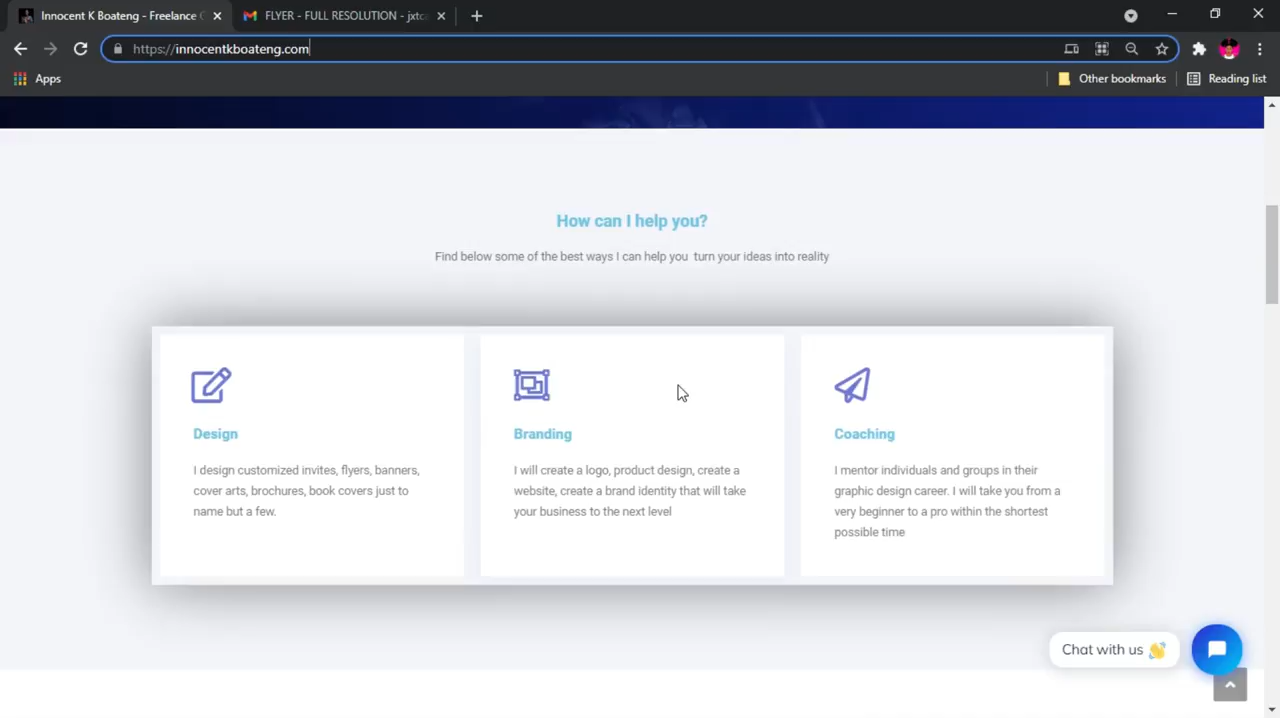 Innocent K Boateng - Freelance
FLYER - FULL RESOLUTION - jxtc
https://innocentkboateng.com
Apps
Other bookmarks
Reading list
How can I help you?
Find below some of the best ways I can help you turn your ideas into reality
Design
I design customized invites, flyers, banners,
cover arts, brochures, book covers just to
name but a few.
Branding
I will create a logo, product design, create a
website, create a brand identity that will take
your business to the next level
Coaching
I mentor individuals and groups in their
graphic design career. I will take you from a
very beginner to a pro within the shortest
possible time
Chat with us 👋